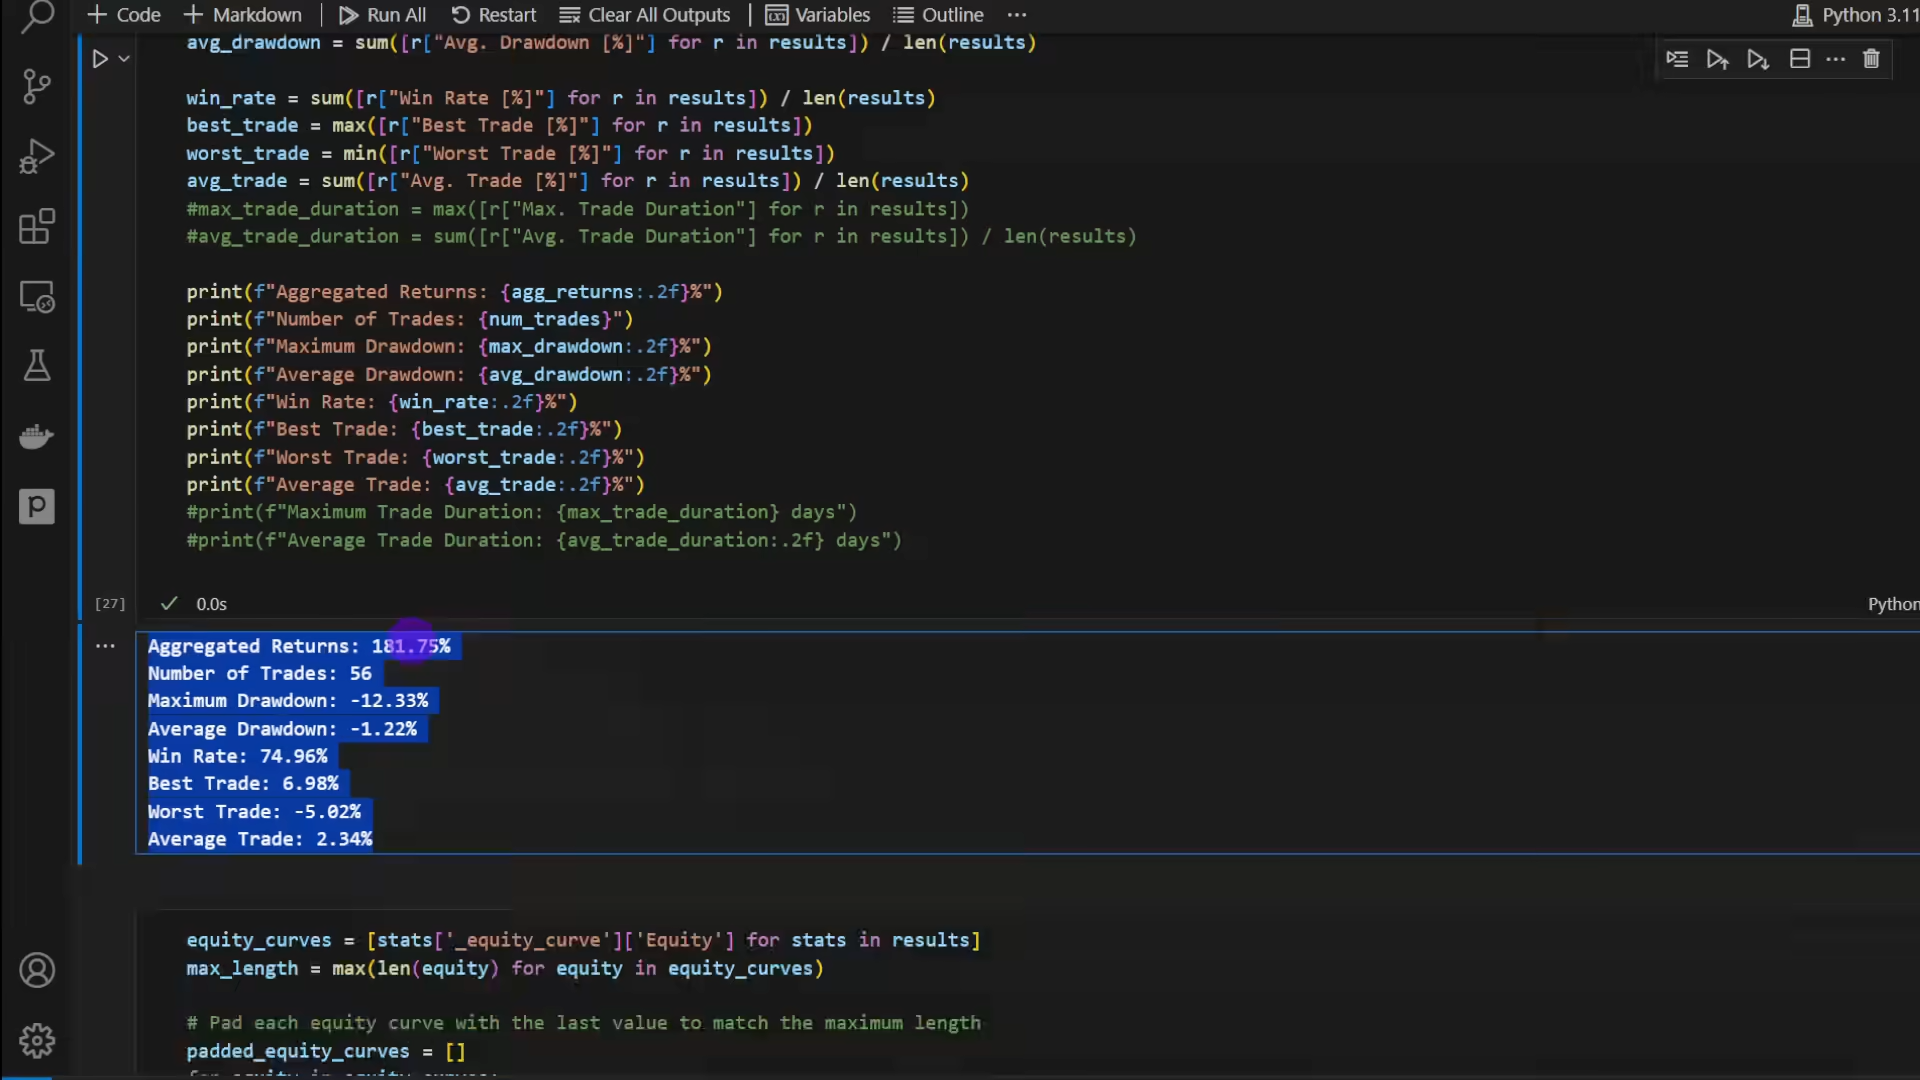 Code Markdown Run All Restart Clear All Outputs Variables Outline ... Python 3.11
avg_drawdown = sum([r["Avg. Drawdown [%]"] for r in results]) / len(results)
win_rate = sum([r["Win Rate [%]"] for r in results]) / len(results)
best_trade = max([r["Best Trade [%]"] for r in results])
worst_trade = min([r["Worst Trade [%]"] for r in results])
avg_trade = sum([r["Avg. Trade [%]"] for r in results]) / len(results)
#max_trade_duration = max([r["Max. Trade Duration"] for r in results])
#avg_trade_duration = sum([r["Avg. Trade Duration"] for r in results]) / len(results)
print(f"Aggregated Returns: {agg_returns:.2f}%")
print(f"Number of Trades: {num_trades}")
print(f"Maximum Drawdown: {max_drawdown:.2f}%")
print(f"Average Drawdown: {avg_drawdown:.2f}%")
print(f"Win Rate: {win_rate:.2f}%")
print(f"Best Trade: {best_trade:.2f}%")
print(f"Worst Trade: {worst_trade:.2f}%")
print(f"Average Trade: {avg_trade:.2f}%")
#print(f"Maximum Trade Duration: {max_trade_duration} days")
#print(f"Average Trade Duration: {avg_trade_duration:.2f} days")
[27] 0.0s Python
Aggregated Returns: 181.75%
Number of Trades: 56
Maximum Drawdown: -12.33%
Average Drawdown: -1.22%
Win Rate: 74.96%
Best Trade: 6.98%
Worst Trade: -5.02%
Average Trade: 2.34%
equity_curves = [stats['_equity_curve']['Equity'] for stats in results]
max_length = max(len(equity) for equity in equity_curves)
# Pad each equity curve with the last value to match the maximum length
padded_equity_curves = []
for equity in equity_curves: